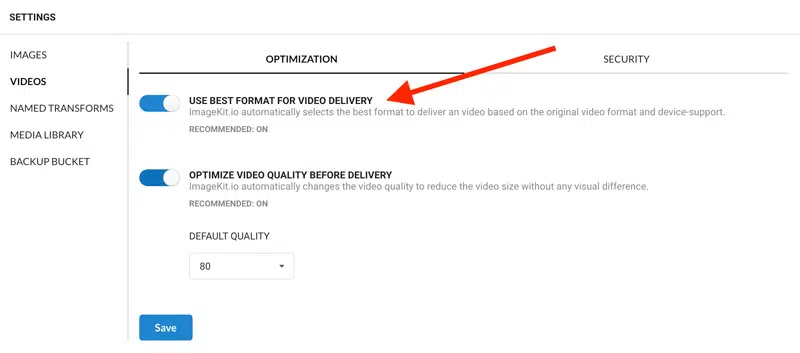 SETTINGS
IMAGES
VIDEOS
NAMED TRANSFORMS
MEDIA LIBRARY
BACKUP BUCKET
OPTIMIZATION
SECURITY
USE BEST FORMAT FOR VIDEO DELIVERY
ImageKit.io automatically selects the best format to deliver an video based on the original video format and device-support.
RECOMMENDED: ON
OPTIMIZE VIDEO QUALITY BEFORE DELIVERY
ImageKit.io automatically changes the video quality to reduce the video size without any visual difference.
RECOMMENDED: ON
DEFAULT QUALITY
80
Save